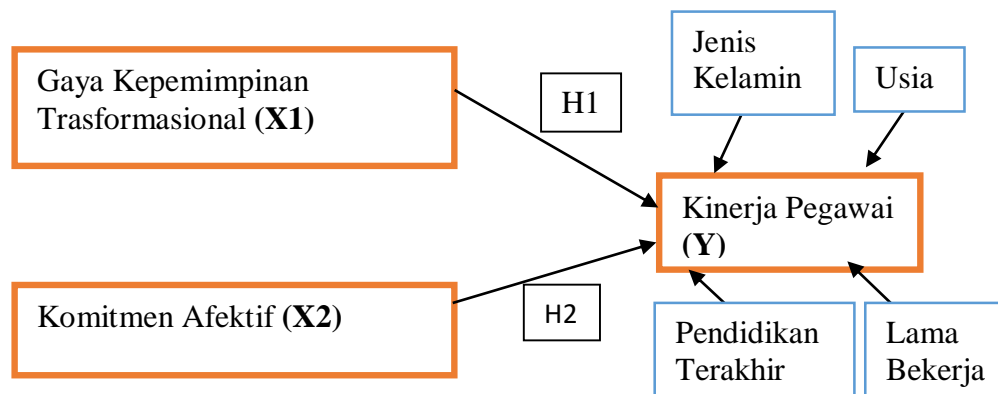 Gaya Kepemimpinan
Trasformasional (X1)
H1
Jenis
Kelamin
Usia
Kinerja Pegawai
(Y)
Komitmen Afektif (X2)
H2
Pendidikan
Terakhir
Lama
Bekerja